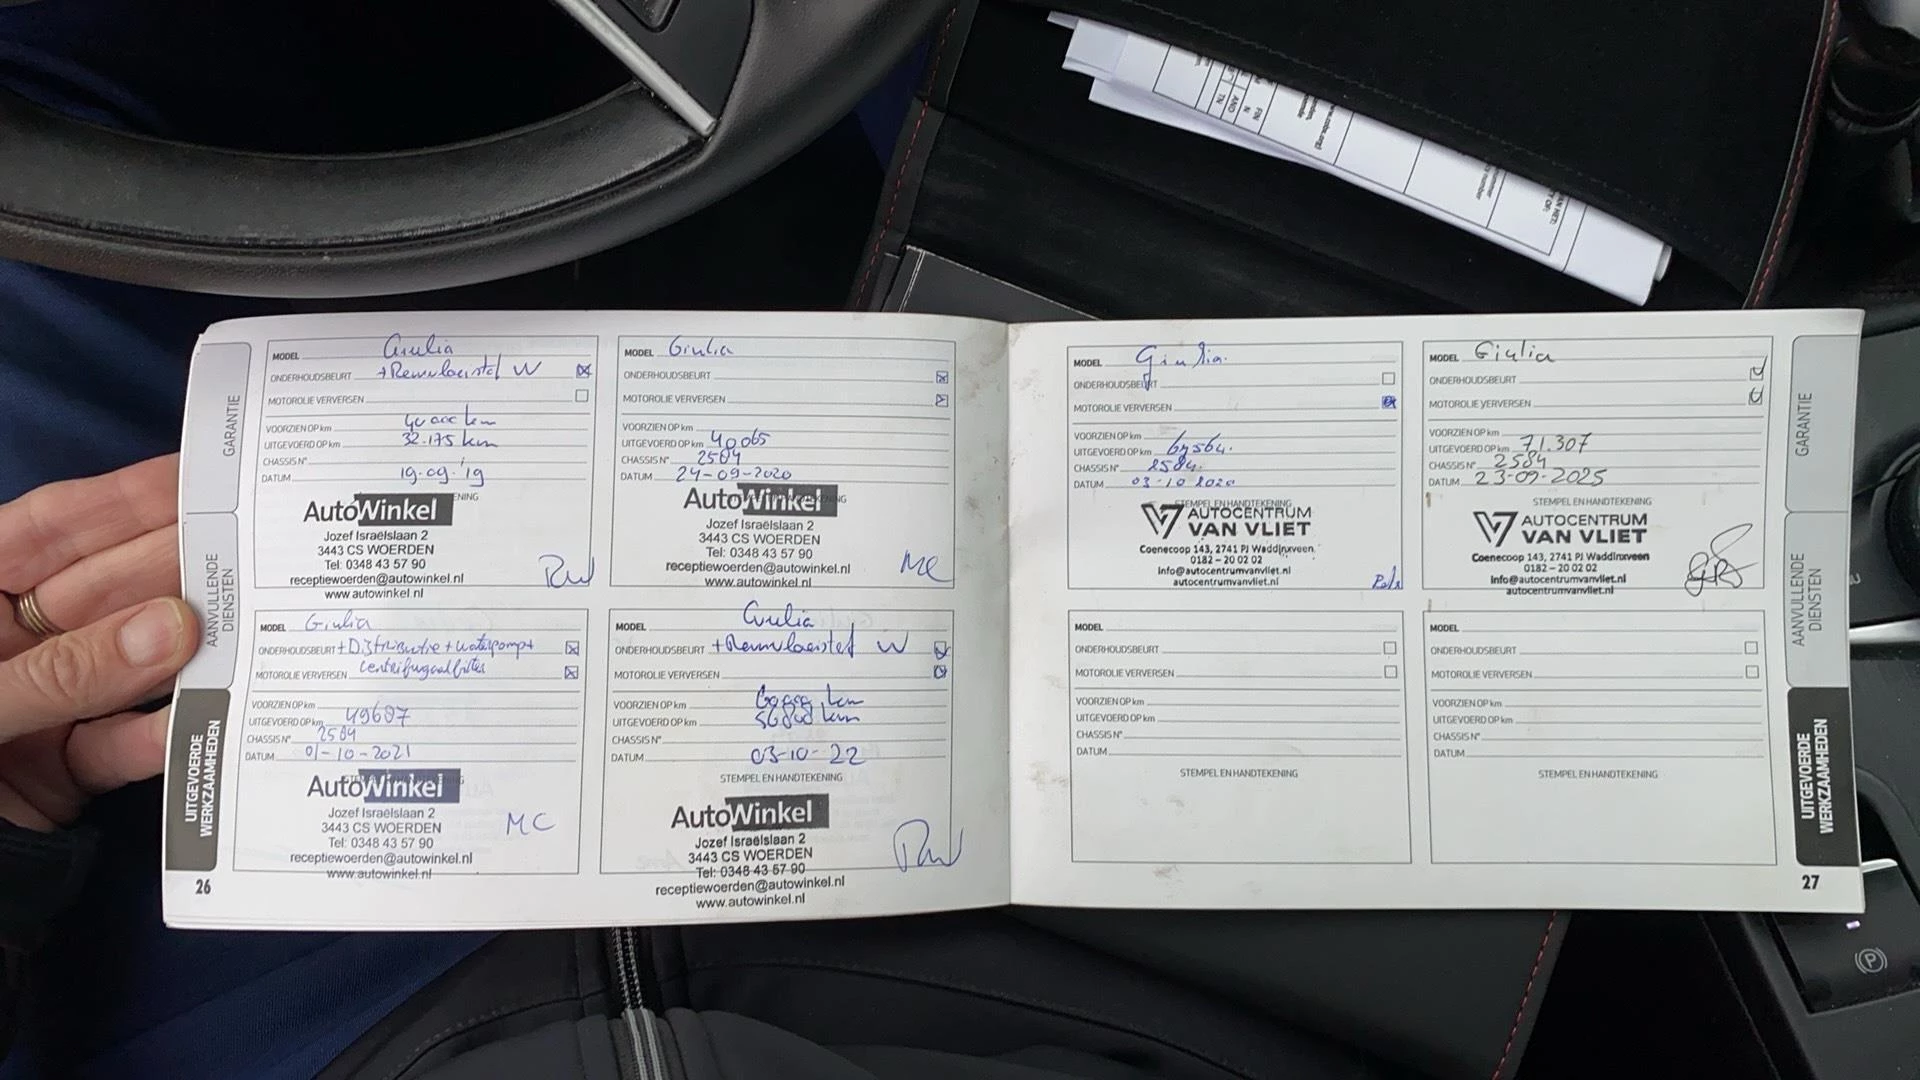 GARANTIE
AANVULLENDE
DIENSTEN
UITGEVOERDE
WERKZAAMHEDEN
26
MODEL Giulia
ONDERHOUDSBEURT +Remvloeistof W
MOTOROLIE VERVERSEN
VOORZIEN OP km km
UITGEVOERD OP km 32.175 km
CHASSIS N°
DATUM 19-09-'19
AutoWinkel
Jozef Israëlslaan 2
3443 CS WOERDEN
Tel: 0348 43 57 90
receptiewoerden@autowinkel.nl
www.autowinkel.nl
MODEL Giulia
ONDERHOUDSBEURT
MOTOROLIE VERVERSEN
VOORZIEN OP km
UITGEVOERD OP km 40065
CHASSIS N° 2584
DATUM 24-09-2020
AutoWinkel
Jozef Israëlslaan 2
3443 CS WOERDEN
Tel: 0348 43 57 90
receptiewoerden@autowinkel.nl
www.autowinkel.nl
MC
MODEL Giulia
ONDERHOUDSBEURT +Distributie + waterpomp+
MOTOROLIE VERVERSEN centrifugaalfilter
VOORZIEN OP km
UITGEVOERD OP km 49607
CHASSIS N° 2584
DATUM 01-10-2021
AutoWinkel
Jozef Israëlslaan 2
3443 CS WOERDEN
Tel: 0348 43 57 90
receptiewoerden@autowinkel.nl
www.autowinkel.nl
MC
MODEL Giulia
ONDERHOUDSBEURT +Remvloeistof W
MOTOROLIE VERVERSEN
VOORZIEN OP km km
UITGEVOERD OP km km
CHASSIS N°
DATUM 03-10-22
STEMPEL EN HANDTEKENING
AutoWinkel
Jozef Israëlslaan 2
3443 CS WOERDEN
Tel: 0348 43 57 90
receptiewoerden@autowinkel.nl
www.autowinkel.nl
MODEL Giulia.
ONDERHOUDSBEURT
MOTOROLIE VERVERSEN
VOORZIEN OP km
UITGEVOERD OP km
CHASSIS N° 2584.
DATUM 03-10
STEMPEL EN HANDTEKENING
AUTOCENTRUM
VAN VLIET
Coenecoop 143, 2741 PJ Waddinxveen
0182 - 20 02 02
info@autocentrumvanvliet.nl
autocentrumvanvliet.nl
MODEL Giulia
ONDERHOUDSBEURT
MOTOROLIE VERVERSEN
VOORZIEN OP km
UITGEVOERD OP km 71.307
CHASSIS N° 2584
DATUM 23-09-2025
STEMPEL EN HANDTEKENING
AUTOCENTRUM
VAN VLIET
Coenecoop 143, 2741 PJ Waddinxveen
0182 - 20 02 02
info@autocentrumvanvliet.nl
autocentrumvanvliet.nl
MODEL
ONDERHOUDSBEURT
MOTOROLIE VERVERSEN
VOORZIEN OP km
UITGEVOERD OP km
CHASSIS N°
DATUM
STEMPEL EN HANDTEKENING
MODEL
ONDERHOUDSBEURT
MOTOROLIE VERVERSEN
VOORZIEN OP km
UITGEVOERD OP km
CHASSIS N°
DATUM
STEMPEL EN HANDTEKENING
GARANTIE
AANVULLENDE
DIENSTEN
UITGEVOERDE
WERKZAAMHEDEN
27
P